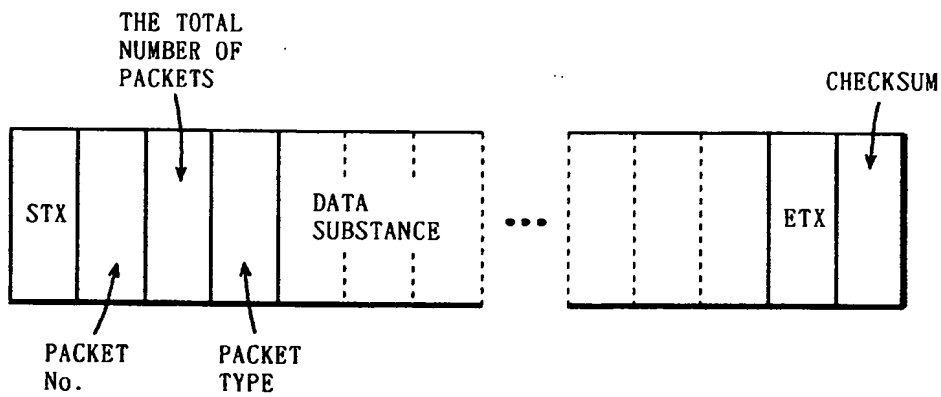 THE TOTAL
NUMBER OF
PACKETS
CHECKSUM
STX
DATA
SUBSTANCE
ETX
PACKET
No.
PACKET
TYPE